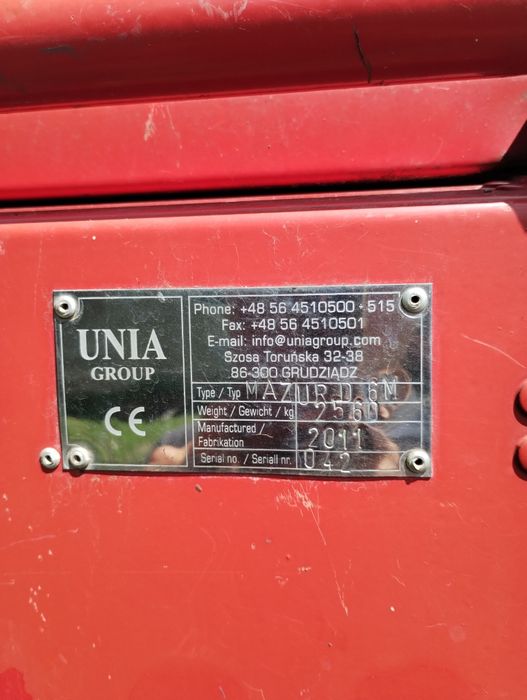 UNIA
GROUP
CE
Phone: +48 56 4510500 - 515
Fax: +48 56 4510501
E-mail: info@uniagroup.com
Szosa Toruńska 32-38
86-300 GRUDZIĄDZ
Type / Typ MAZUR D 6M
Weight / Gewicht / kg 2560
Manufactured /
Fabrikation 2011
Serial no. / Seriall nr. 042